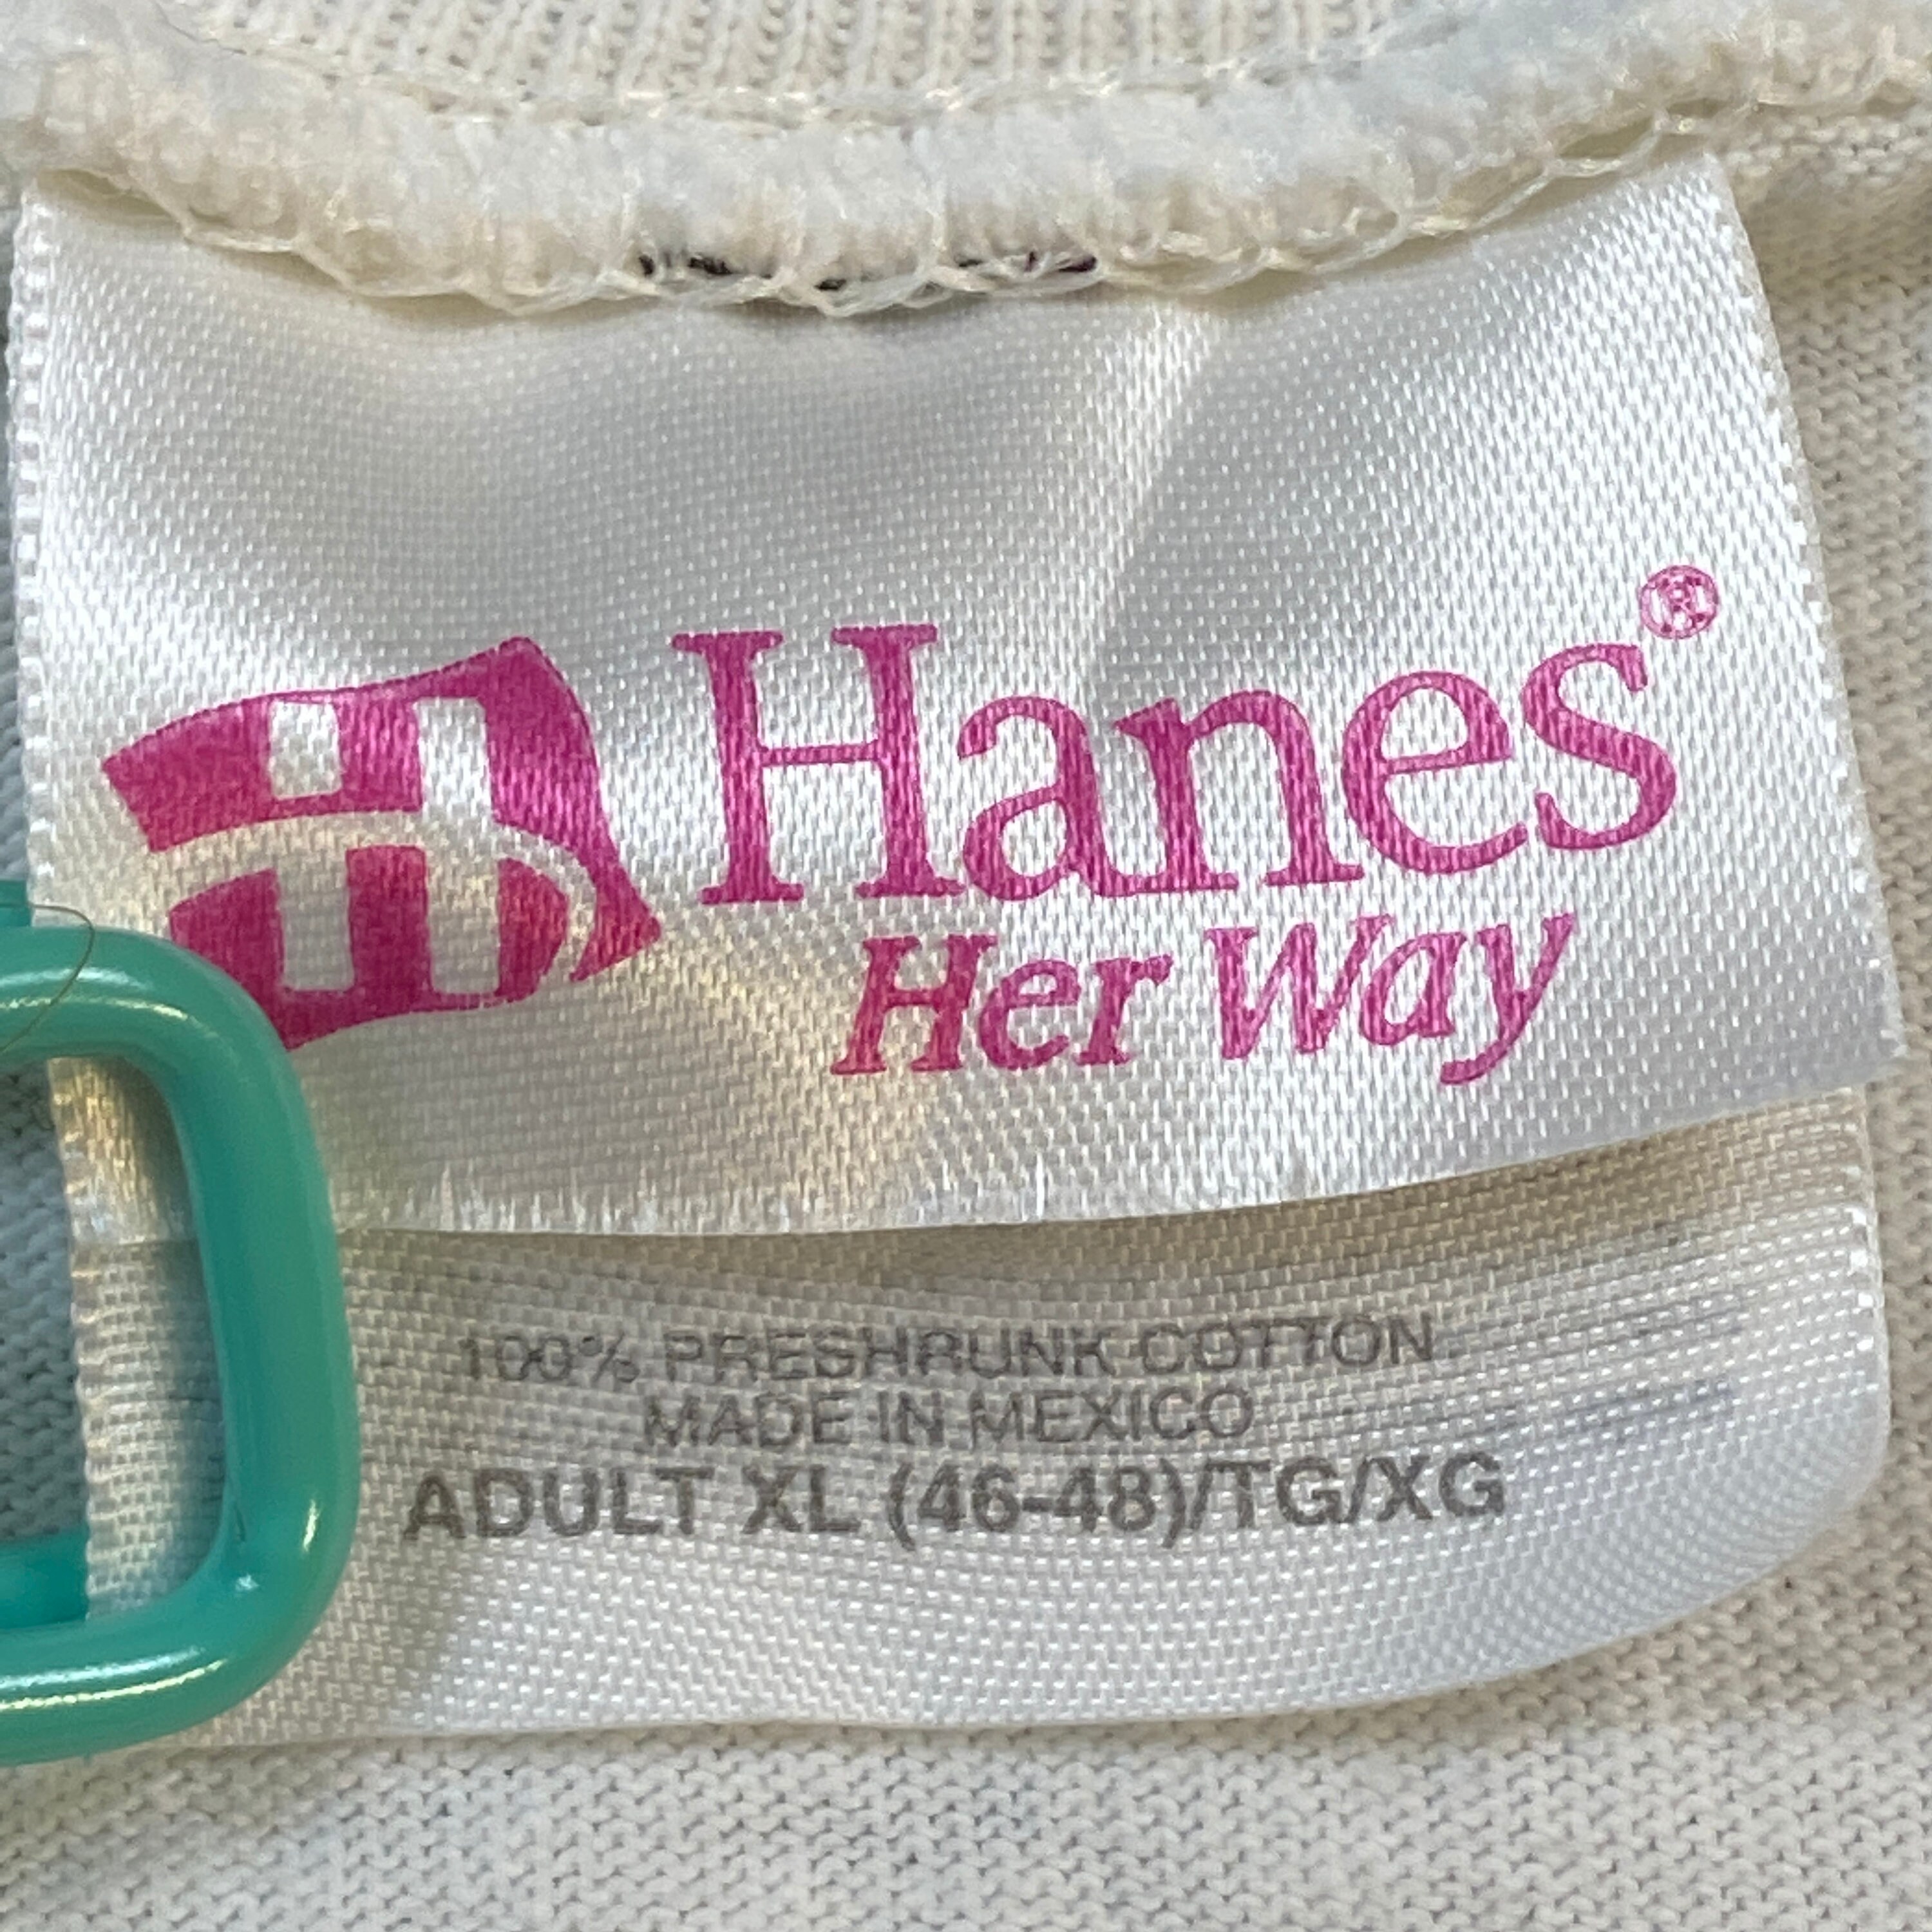 Hanes®
Her Way
100% PRESHRUNK COTTON
MADE IN MEXICO
ADULT XL (46-48)/TG/XG